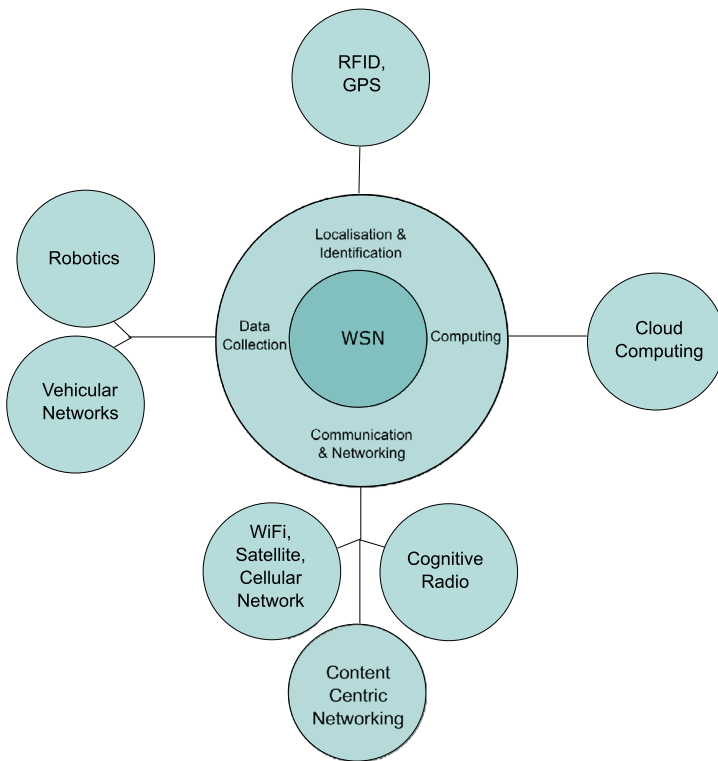 RFID,
GPS
Localisation &
Identification
Robotics
Data
Collection
WSN
Computing
Cloud
Computing
Vehicular
Networks
Communication
& Networking
WiFi,
Satellite,
Cellular
Network
Cognitive
Radio
Content
Centric
Networking